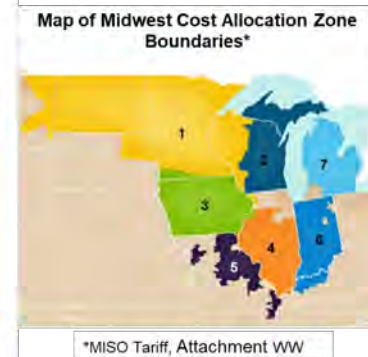 Map of Midwest Cost Allocation Zone
Boundaries*
1
2
7
3
4
6
5
*MISO Tariff, Attachment WW